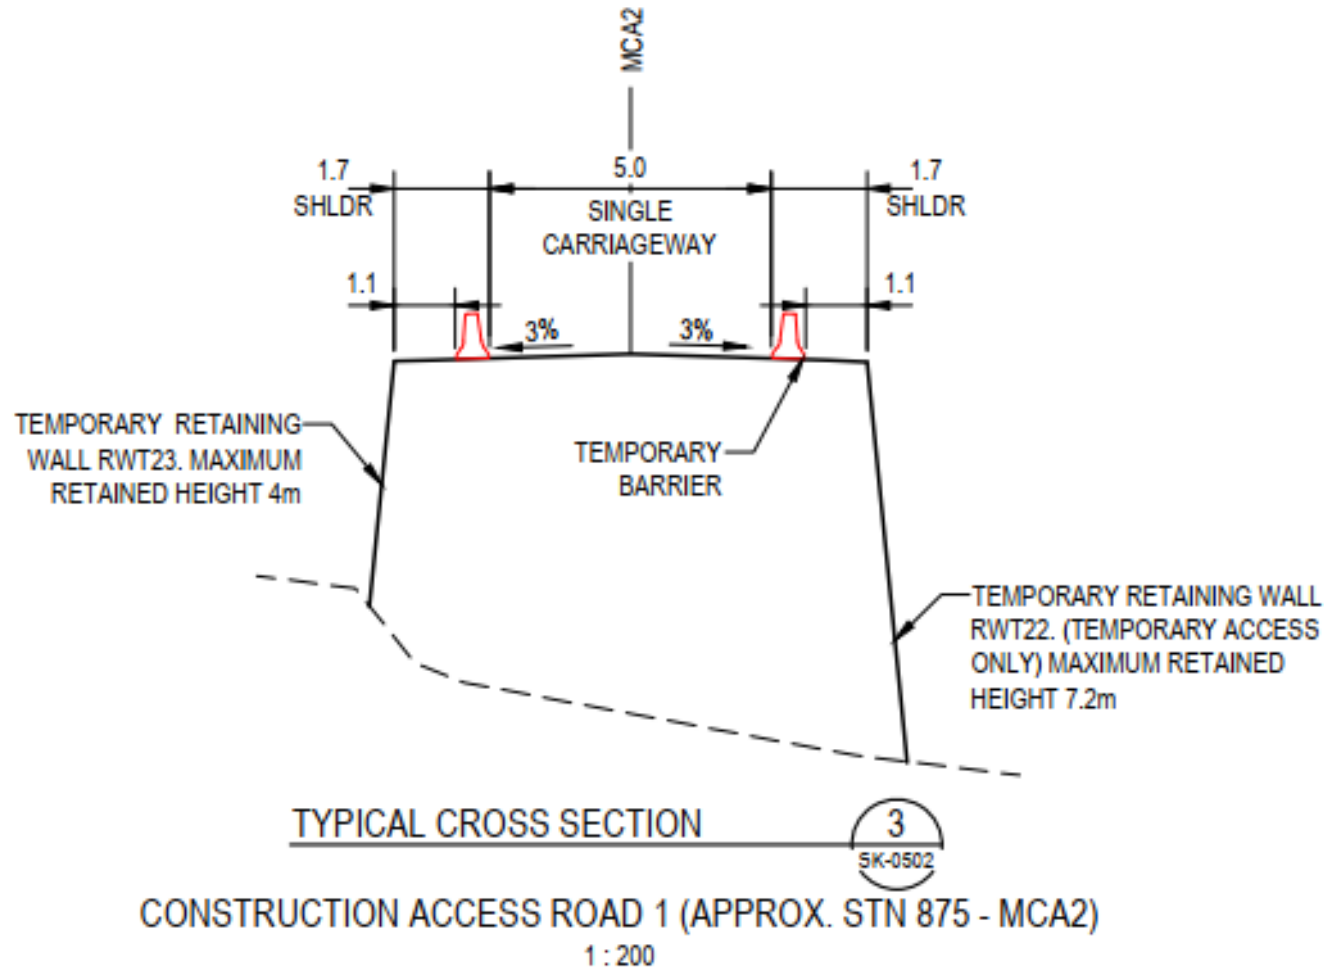 MCA2
1.7
SHLDR
5.0
SINGLE
CARRIAGEWAY
1.7
SHLDR
1.1
1.1
3%
3%
TEMPORARY RETAINING
WALL RWT23. MAXIMUM
RETAINED HEIGHT 4m
TEMPORARY
BARRIER
TEMPORARY RETAINING WALL
RWT22. (TEMPORARY ACCESS
ONLY) MAXIMUM RETAINED
HEIGHT 7.2m
TYPICAL CROSS SECTION
3
SK-0502
CONSTRUCTION ACCESS ROAD 1 (APPROX. STN 875 - MCA2)
1 : 200